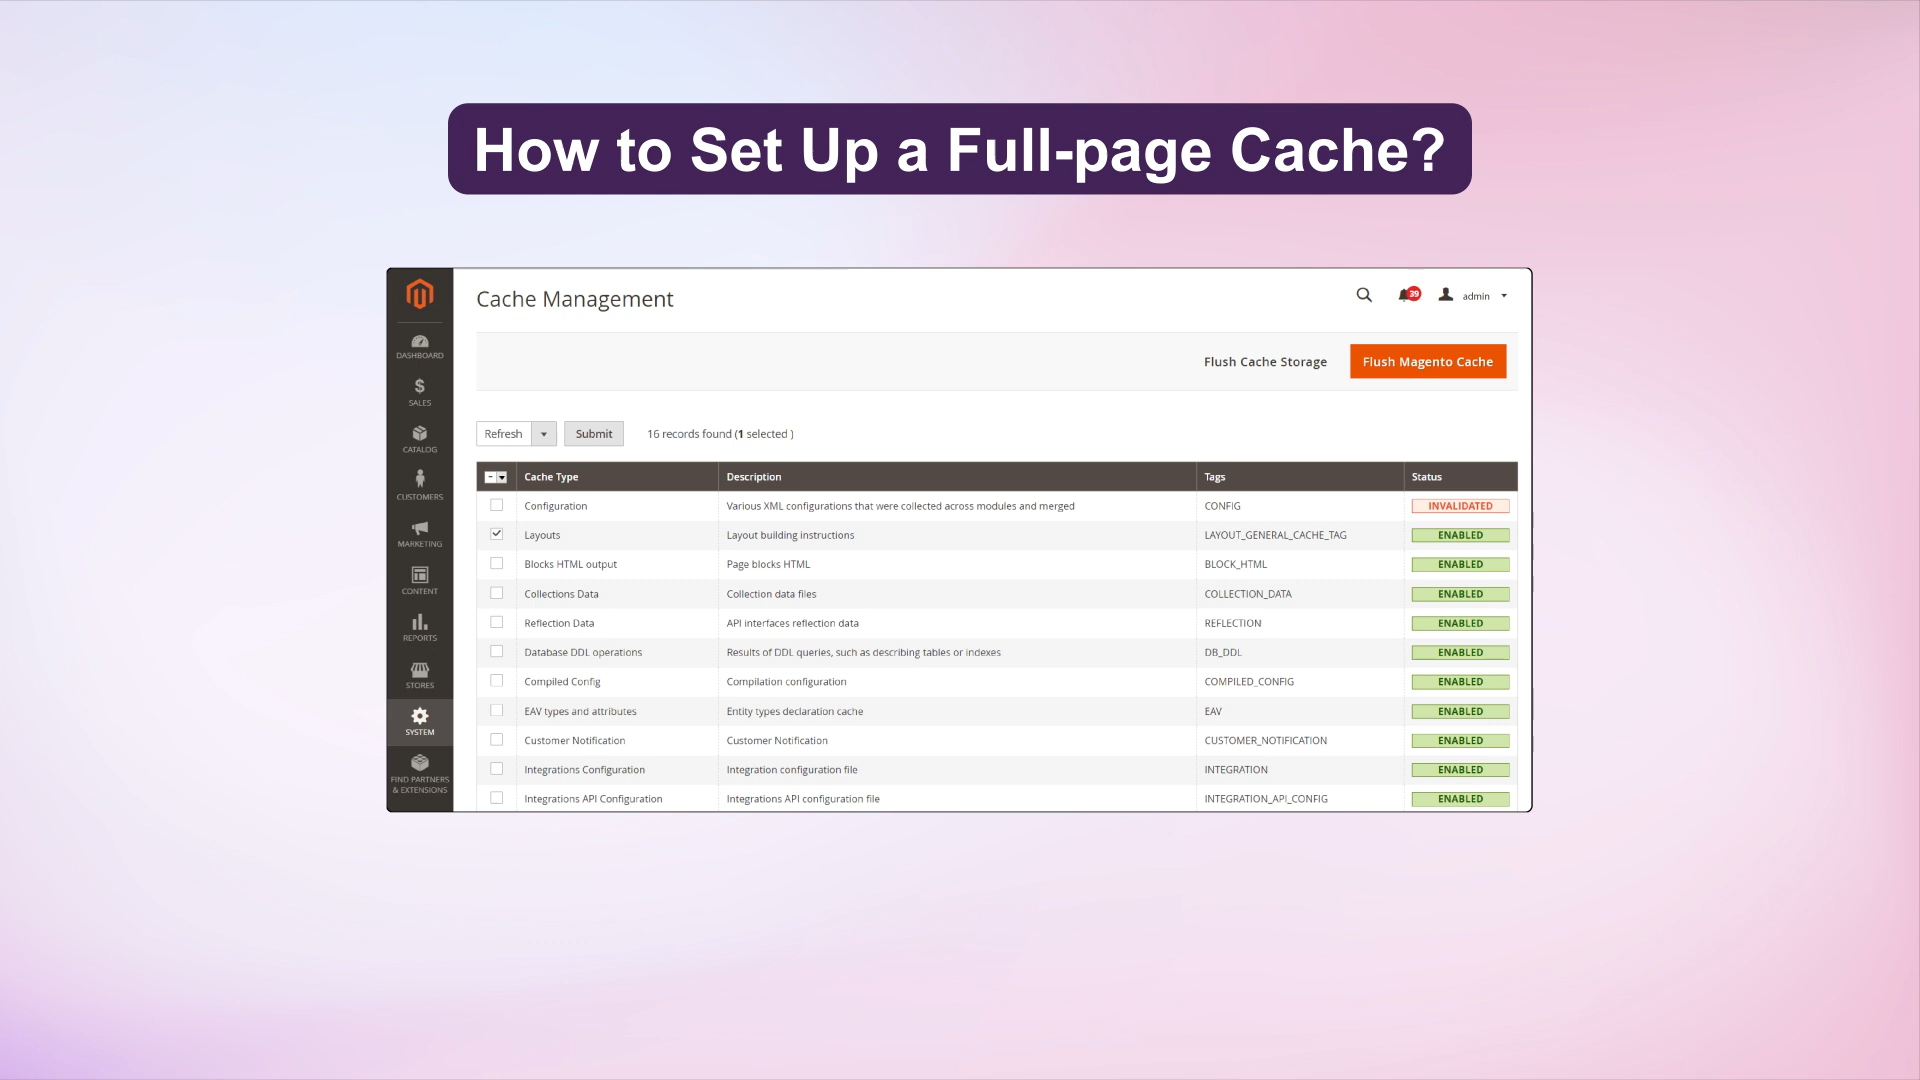 How to Set Up a Full-page Cache?
Cache Management
39
admin
Flush Cache Storage
Flush Magento Cache
Refresh
Submit
16 records found (1 selected )
Cache Type Description Tags Status
Configuration Various XML configurations that were collected across modules and merged CONFIG INVALIDATED
Layouts Layout building instructions LAYOUT_GENERAL_CACHE_TAG ENABLED
Blocks HTML output Page blocks HTML BLOCK_HTML ENABLED
Collections Data Collection data files COLLECTION_DATA ENABLED
Reflection Data API interfaces reflection data REFLECTION ENABLED
Database DDL operations Results of DDL queries, such as describing tables or indexes DB_DDL ENABLED
Compiled Config Compilation configuration COMPILED_CONFIG ENABLED
EAV types and attributes Entity types declaration cache EAV ENABLED
Customer Notification Customer Notification CUSTOMER_NOTIFICATION ENABLED
Integrations Configuration Integration configuration file INTEGRATION ENABLED
Integrations API Configuration Integrations API configuration file INTEGRATION_API_CONFIG ENABLED
DASHBOARD
SALES
CATALOG
CUSTOMERS
MARKETING
CONTENT
REPORTS
STORES
SYSTEM
FIND PARTNERS
& EXTENSIONS